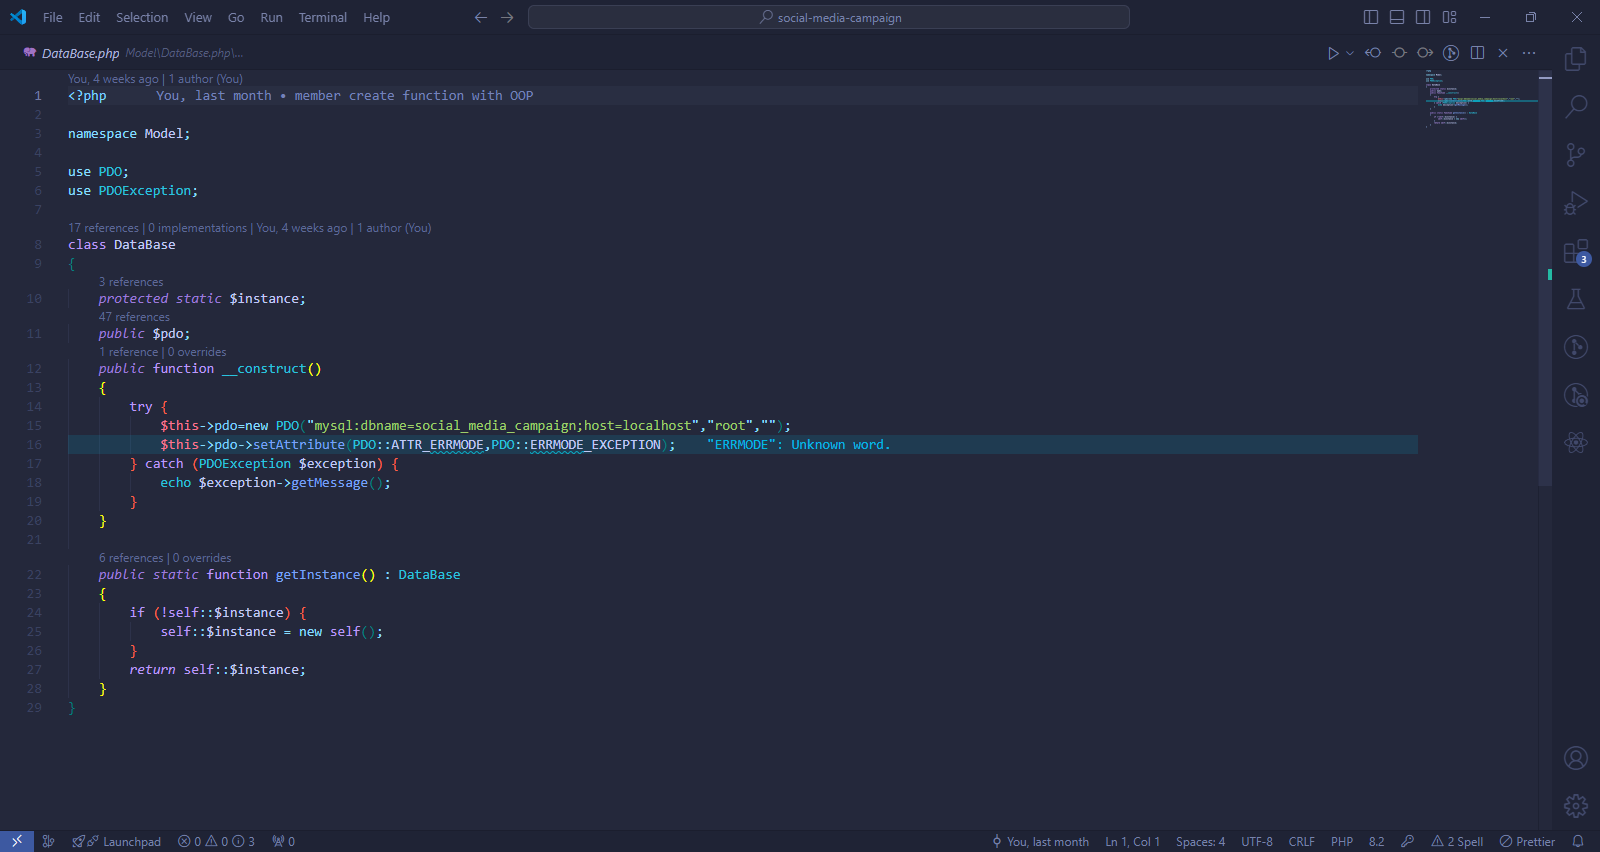 File Edit Selection View Go Run Terminal Help
social-media-campaign
DataBase.php Model\DataBase.php\...
You, 4 weeks ago | 1 author (You)
1 <?php You, last month • member create function with OOP
2
3 namespace Model;
4
5 use PDO;
6 use PDOException;
7
17 references | 0 implementations | You, 4 weeks ago | 1 author (You)
8 class DataBase
9 {
3 references
10 protected static $instance;
47 references
11 public $pdo;
1 reference | 0 overrides
12 public function __construct()
13 {
14 try {
15 $this->pdo=new PDO("mysql:dbname=social_media_campaign;host=localhost","root","");
16 $this->pdo->setAttribute(PDO::ATTR_ERRMODE,PDO::ERRMODE_EXCEPTION); "ERRMODE": Unknown word.
17 } catch (PDOException $exception) {
18 echo $exception->getMessage();
19 }
20 }
21
6 references | 0 overrides
22 public static function getInstance() : DataBase
23 {
24 if (!self::$instance) {
25 self::$instance = new self();
26 }
27 return self::$instance;
28 }
29 }
3
Launchpad 0 0 3 0 You, last month Ln 1, Col 1 Spaces: 4 UTF-8 CRLF PHP 8.2 2 Spell Prettier